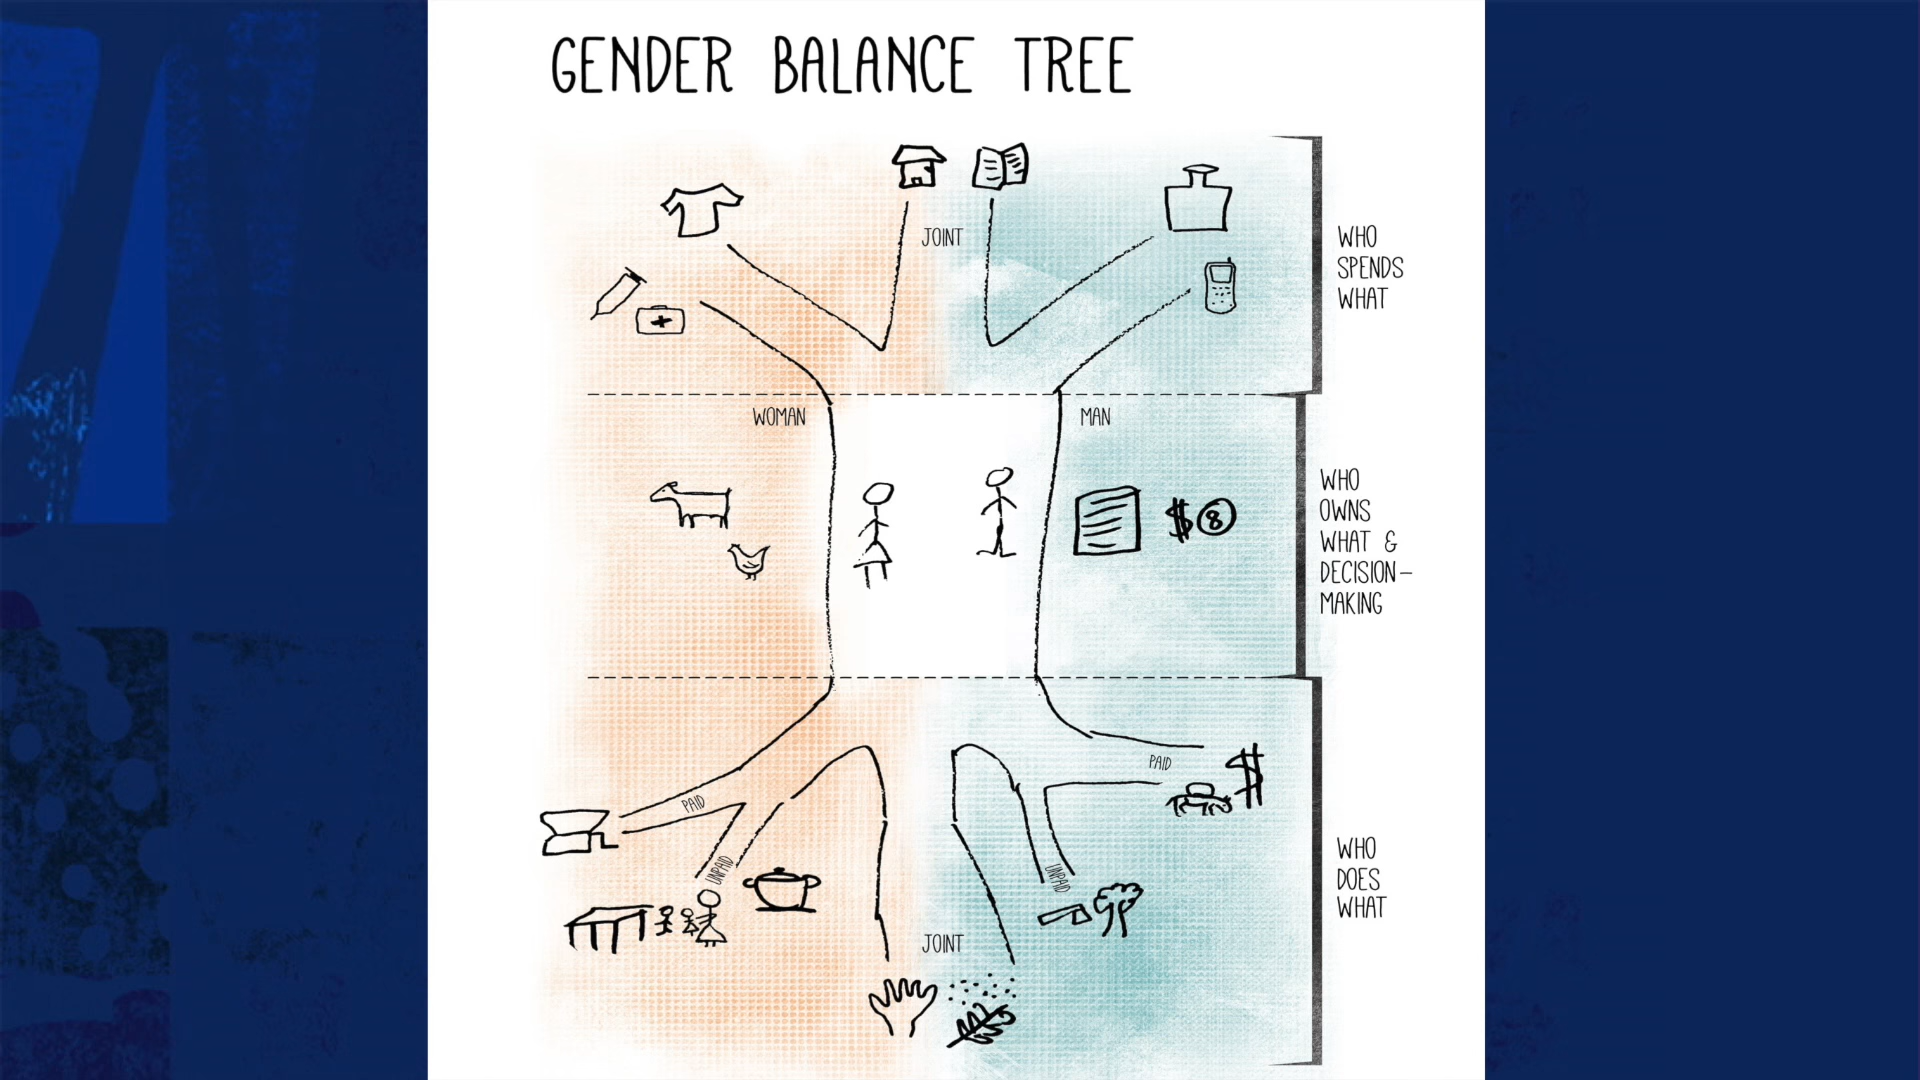 GENDER BALANCE TREE
JOINT
WHO
SPENDS
WHAT
WOMAN
MAN
$ 8
WHO
OWNS
WHAT &
DECISION-
MAKING
PAID
$
PAID
UNPAID
UNPAID
WHO
DOES
WHAT
JOINT